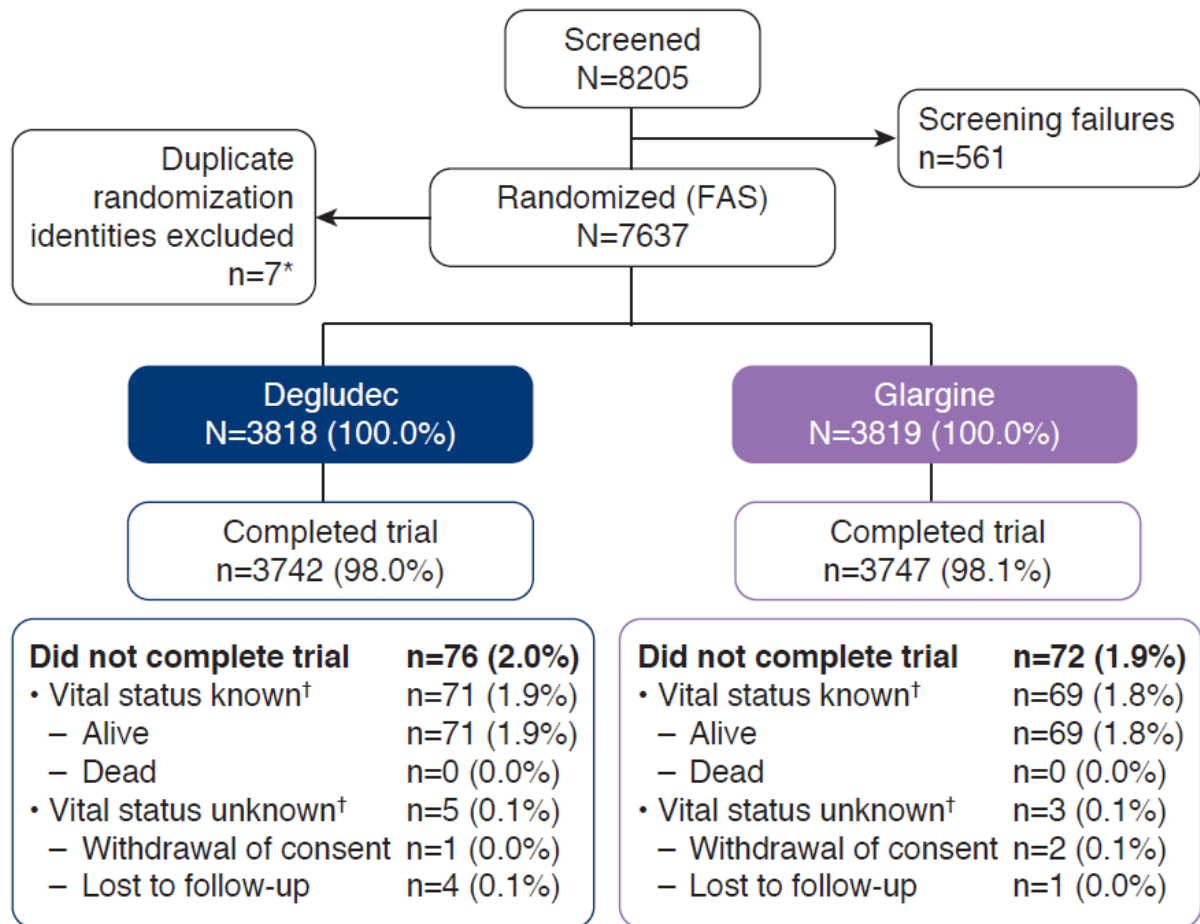 Screened
N=8205
Screening failures
n=561
Duplicate
randomization
identities excluded
n=7*
Randomized (FAS)
N=7637
Degludec
N=3818 (100.0%)
Glargine
N=3819 (100.0%)
Completed trial
n=3742 (98.0%)
Completed trial
n=3747 (98.1%)
Did not complete trial n=76 (2.0%)
• Vital status known† n=71 (1.9%)
– Alive n=71 (1.9%)
– Dead n=0 (0.0%)
• Vital status unknown† n=5 (0.1%)
– Withdrawal of consent n=1 (0.0%)
– Lost to follow-up n=4 (0.1%)
Did not complete trial n=72 (1.9%)
• Vital status known† n=69 (1.8%)
– Alive n=69 (1.8%)
– Dead n=0 (0.0%)
• Vital status unknown† n=3 (0.1%)
– Withdrawal of consent n=2 (0.1%)
– Lost to follow-up n=1 (0.0%)